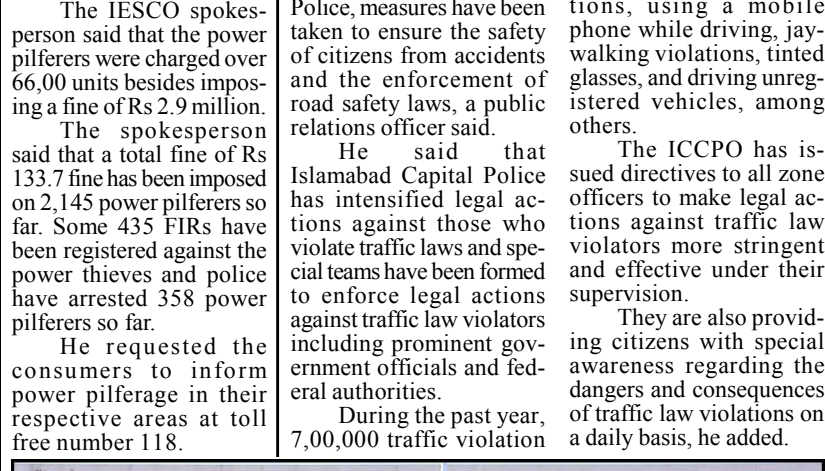 The IESCO spokes-
person said that the power
pilferers were charged over
66,00 units besides impos-
ing a fine of Rs 2.9 million.
The spokesperson
said that a total fine of Rs
133.7 fine has been imposed
on 2,145 power pilferers so
far. Some 435 FIRs have
been registered against the
power thieves and police
have arrested 358 power
pilferers so far.
He requested the
consumers to inform
power pilferage in their
respective areas at toll
free number 118.
Police, measures have been
taken to ensure the safety
of citizens from accidents
and the enforcement of
road safety laws, a public
relations officer said.
He said that
Islamabad Capital Police
has intensified legal ac-
tions against those who
violate traffic laws and spe-
cial teams have been formed
to enforce legal actions
against traffic law violators
including prominent gov-
ernment officials and fed-
eral authorities.
During the past year,
7,00,000 traffic violation
tions, using a mobile
phone while driving, jay-
walking violations, tinted
glasses, and driving unreg-
istered vehicles, among
others.
The ICCPO has is-
sued directives to all zone
officers to make legal ac-
tions against traffic law
violators more stringent
and effective under their
supervision.
They are also provid-
ing citizens with special
awareness regarding the
dangers and consequences
of traffic law violations on
a daily basis, he added.